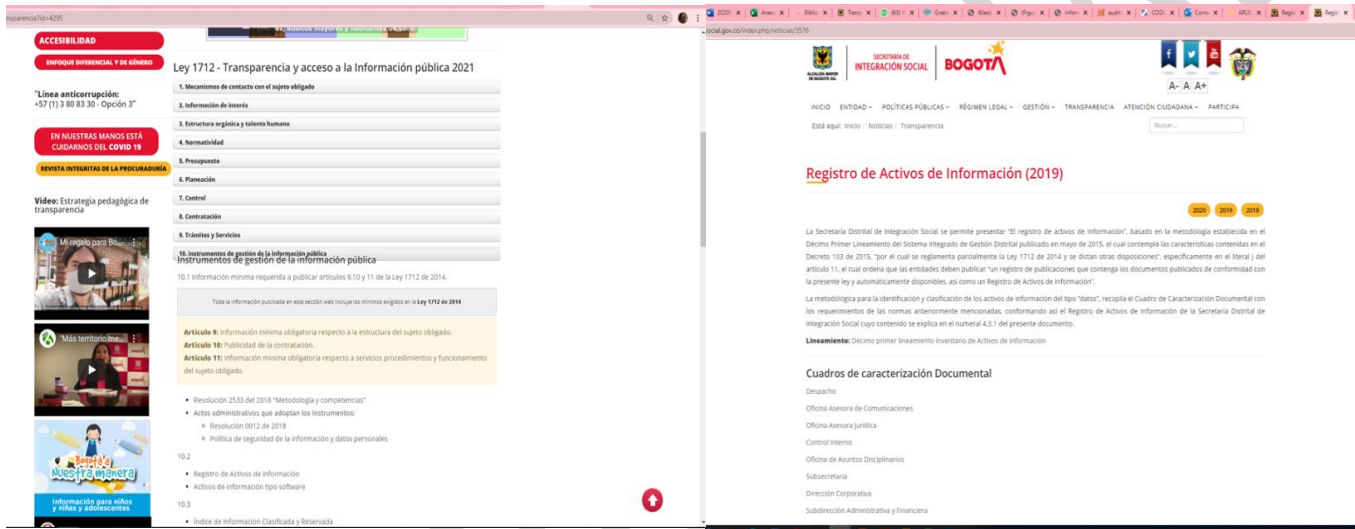 nsparencia?id=4295
ACCESIBILIDAD
ENFOQUE DIFERENCIAL Y DE GÉNERO
"Línea anticorrupción:
+57 (1) 3 80 83 30 - Opción 3"
EN NUESTRAS MANOS ESTÁ
CUIDARNOS DEL COVID 19
REVISTA INTEGRITAS DE LA PROCURADURÍA
Video: Estrategia pedagógica de
transparencia
Mi regalo para Bo...
"Más territorio me...
Bogotá a
Nuestra manera
Información para niños
y niñas y adolescentes
Ley 1712 - Transparencia y acceso a la Información pública 2021
1. Mecanismos de contacto con el sujeto obligado
2. Información de interés
3. Estructura orgánica y talento humano
4. Normatividad
5. Presupuesto
6. Planeación
7. Control
8. Contratación
9. Trámites y Servicios
10. Instrumentos de gestión de la información pública
Instrumentos de gestión de la información pública
10.1 Información mínima requerida a publicar artículos 9,10 y 11 de la Ley 1712 de 2014.
Toda la información publicada en esta sección web incluye los mínimos exigidos en la Ley 1712 de 2014
Artículo 9: Información mínima obligatoria respecto a la estructura del sujeto obligado.
Artículo 10: Publicidad de la contratación.
Artículo 11: Información mínima obligatoria respecto a servicios procedimientos y funcionamiento
del sujeto obligado.
Resolución 2533 del 2018 "Metodología y competencias"
Actos administrativos que adoptan los Instrumentos:
Resolución 0012 de 2018
Política de seguridad de la información y datos personales
10.2
Registro de Activos de Información
Activos de información tipo software
10.3
Índice de Información Clasificada y Reservada
ocial.gov.co/index.php/noticias/3576
ALCALDÍA MAYOR
DE BOGOTÁ D.C.
SECRETARÍA DE
INTEGRACIÓN SOCIAL
BOGOTÁ
A- A A+
INICIO ENTIDAD POLÍTICAS PÚBLICAS RÉGIMEN LEGAL GESTIÓN TRANSPARENCIA ATENCIÓN CIUDADANA PARTICIPA
Está aquí: Inicio / Noticias / Transparencia
Buscar...
Registro de Activos de Información (2019)
2020 2019 2018
La Secretaría Distrital de Integración Social se permite presentar "El registro de activos de Información", basado en la metodología establecida en el
Décimo Primer Lineamiento del Sistema Integrado de Gestión Distrital publicado en mayo de 2015, el cual contempla las características contenidas en el
Decreto 103 de 2015, "por el cual se reglamenta parcialmente la Ley 1712 de 2014 y se dictan otras disposiciones", específicamente en el literal j del
artículo 11, el cual ordena que las entidades deben publicar "un registro de publicaciones que contenga los documentos publicados de conformidad con
la presente ley y automáticamente disponibles, así como un Registro de Activos de Información".
La metodológica para la identificación y clasificación de los activos de información del tipo "datos". recopila el Cuadro de Caracterización Documental con
los requerimientos de las normas anteriormente mencionadas, conformando así el Registro de Activos de Información de la Secretaría Distrital de
Integración Social cuyo contenido se explica en el numeral 4.3.1 del presente documento.
Lineamiento: Décimo primer lineamiento inventario de Activos de Información
Cuadros de caracterización Documental
Despacho
Oficina Asesora de Comunicaciones
Oficina Asesora Jurídica
Control Interno
Oficina de Asuntos Disciplinarios
Subsecretaria
Dirección Corporativa
Subdirección Administrativa y Financiera